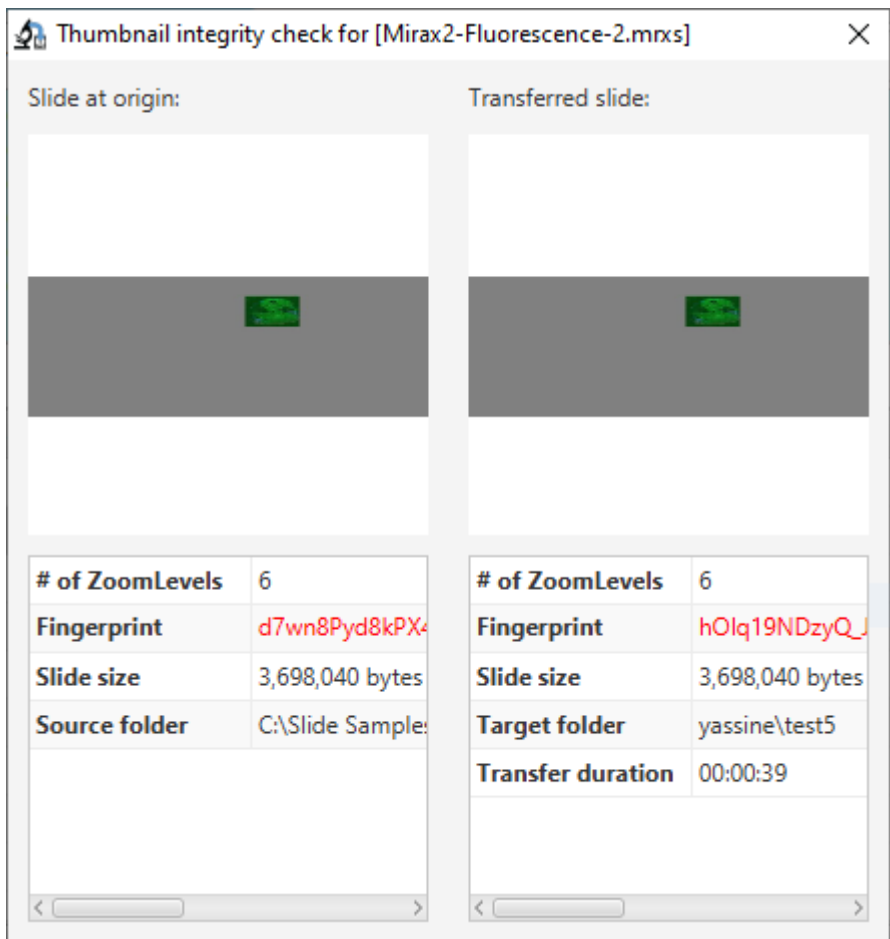 Thumbnail integrity check for [Mirax2-Fluorescence-2.mrxs]
Slide at origin:
Transferred slide:
# of ZoomLevels 6
Fingerprint d7wn8Pyd8kPX4
Slide size 3,698,040 bytes
Source folder C:\Slide Samples
# of ZoomLevels 6
Fingerprint hOlq19NDzyQ_J
Slide size 3,698,040 bytes
Target folder yassine\test5
Transfer duration 00:00:39